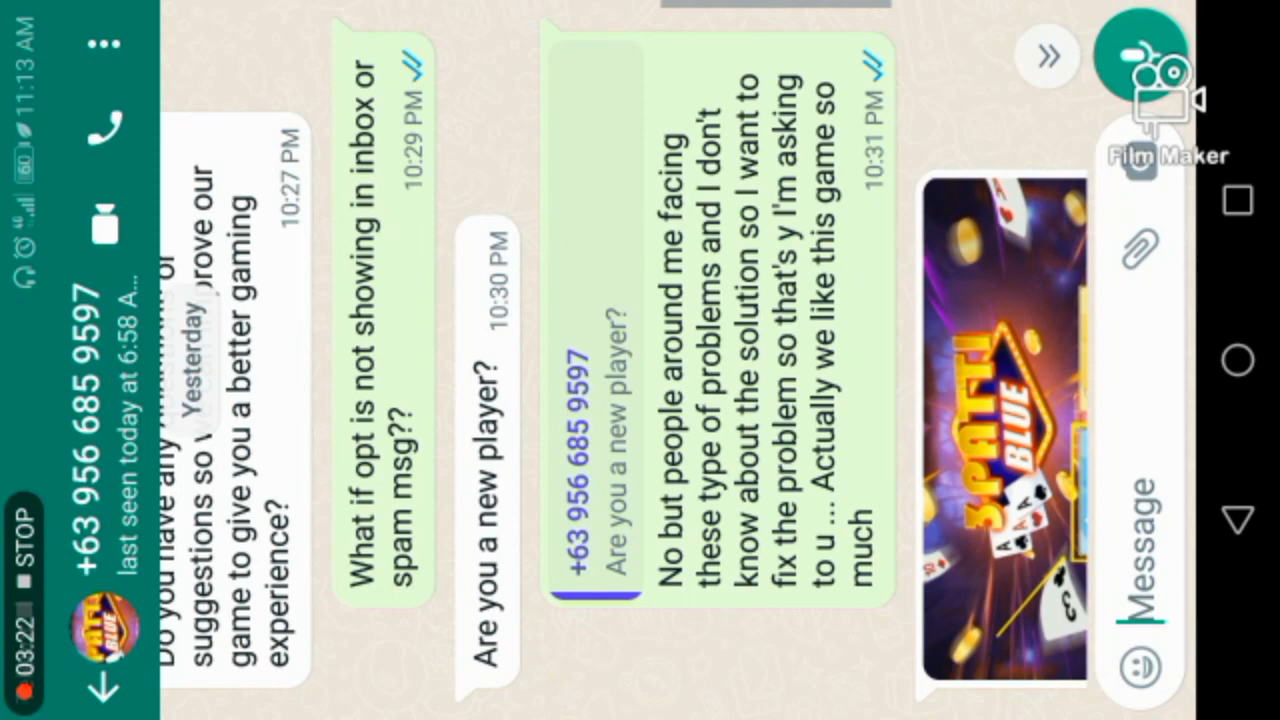 03:22 STOP
60
11:13 AM
+63 956 685 9597
last seen today at 6:58 A...
Do you have any
or
suggestions so
prove our
Yesterday
game to give you a better gaming
experience?
10:27 PM
What if opt is not showing in inbox or
spam msg??
10:29 PM
Are you a new player?
10:30 PM
+63 956 685 9597
Are you a new player?
No but people around me facing
these type of problems and I don't
know about the solution so I want to
fix the problem so that's y I'm asking
to u ... Actually we like this game so
much
10:31 PM
3 PATTI
BLUE
Message
Film Maker